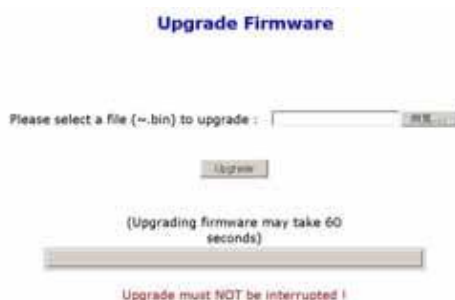 Upgrade Firmware
Please select a file (~.bin) to upgrade :
Upgrade
(Upgrading firmware may take 60
seconds)
Upgrade must NOT be interrupted !